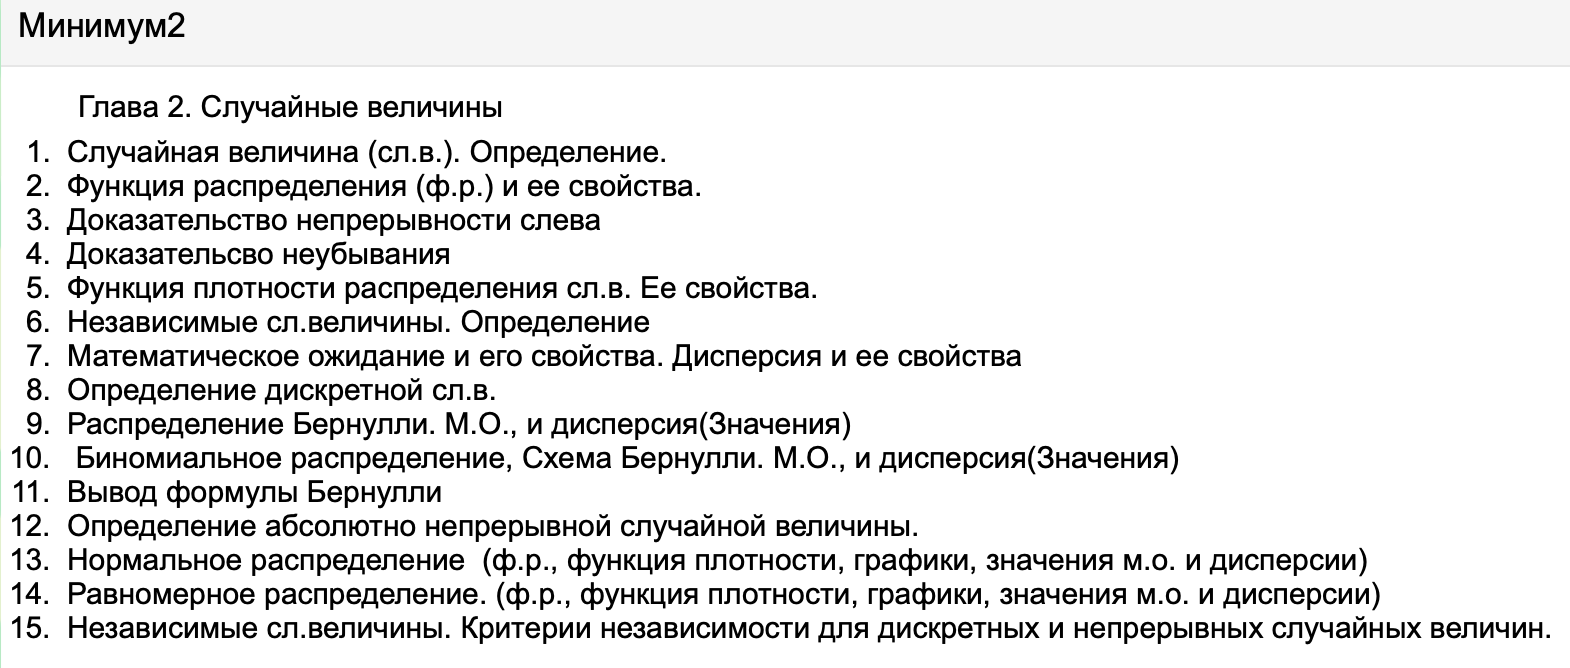 Минимум2
Глава 2. Случайные величины
1. Случайная величина (сл.в.). Определение.
2. Функция распределения (ф.р.) и ее свойства.
3. Доказательство непрерывности слева
4. Доказательсво неубывания
5. Функция плотности распределения сл.в. Ее свойства.
6. Независимые сл.величины. Определение
7. Математическое ожидание и его свойства. Дисперсия и ее свойства
8. Определение дискретной сл.в.
9. Распределение Бернулли. М.О., и дисперсия(Значения)
10. Биномиальное распределение, Схема Бернулли. М.О., и дисперсия(Значения)
11. Вывод формулы Бернулли
12. Определение абсолютно непрерывной случайной величины.
13. Нормальное распределение (ф.р., функция плотности, графики, значения м.о. и дисперсии)
14. Равномерное распределение. (ф.р., функция плотности, графики, значения м.о. и дисперсии)
15. Независимые сл.величины. Критерии независимости для дискретных и непрерывных случайных величин.